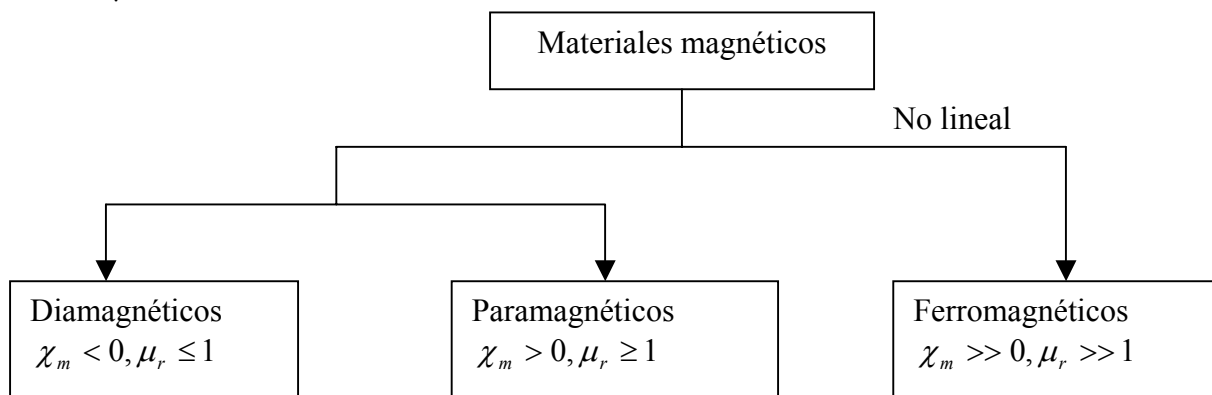 Materiales magnéticos
No lineal
Diamagnéticos
χₘ < 0, μᵣ ≤ 1
Paramagnéticos
χₘ > 0, μᵣ ≥ 1
Ferromagnéticos
χₘ >> 0, μᵣ >> 1